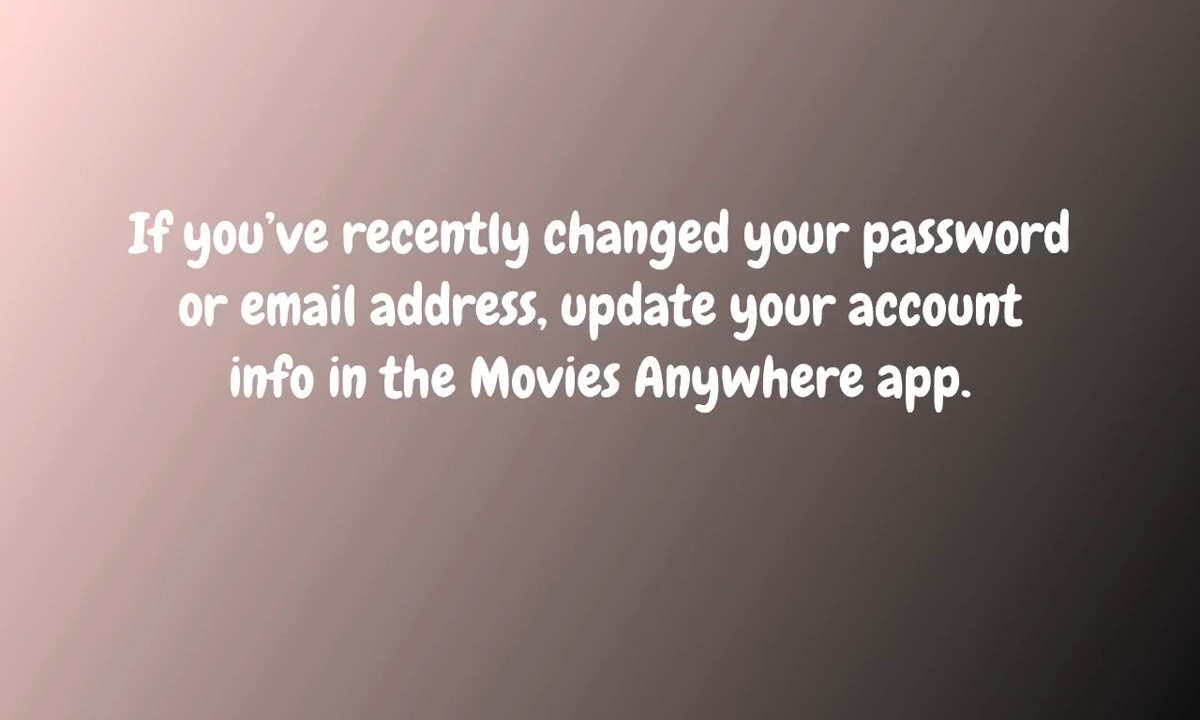 If you’ve recently changed your password
or email address, update your account
info in the Movies Anywhere app.